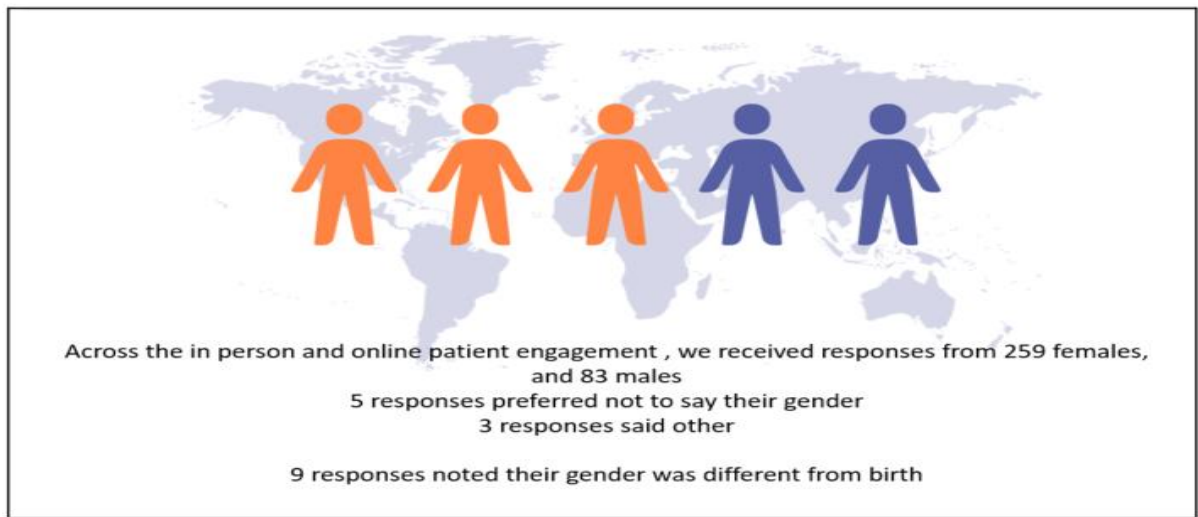 Across the in person and online patient engagement , we received responses from 259 females,
and 83 males
5 responses preferred not to say their gender
3 responses said other
9 responses noted their gender was different from birth